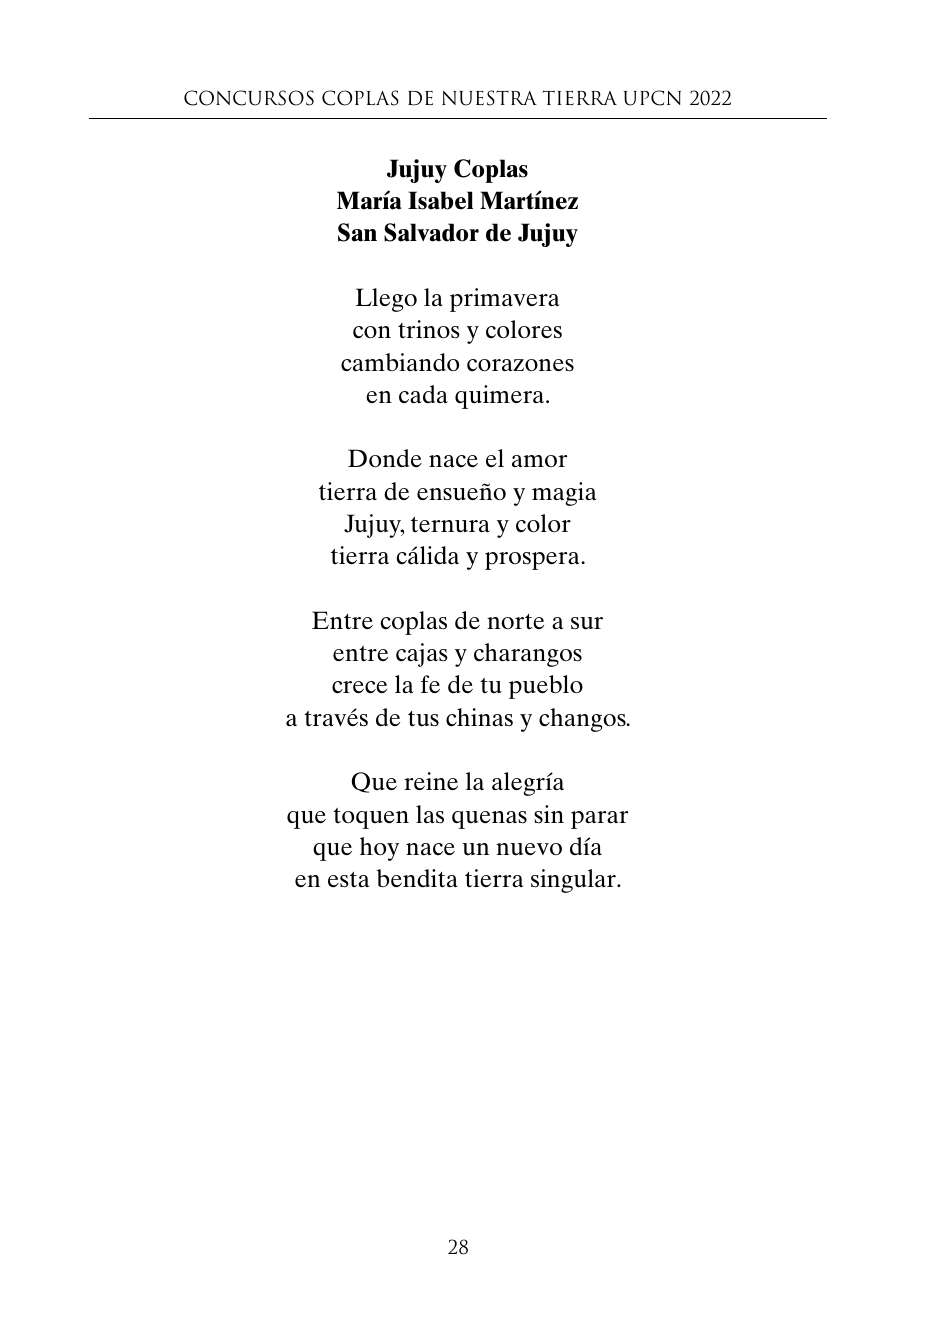 CONCURSOS COPLAS DE NUESTRA TIERRA UPCN 2022
Jujuy Coplas
María Isabel Martínez
San Salvador de Jujuy
Llego la primavera
con trinos y colores
cambiando corazones
en cada quimera.
Donde nace el amor
tierra de ensueño y magia
Jujuy, ternura y color
tierra cálida y prospera.
Entre coplas de norte a sur
entre cajas y charangos
crece la fe de tu pueblo
a través de tus chinas y changos.
Que reine la alegría
que toquen las quenas sin parar
que hoy nace un nuevo día
en esta bendita tierra singular.
28